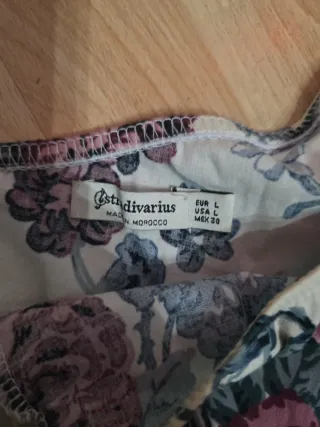 stradivarius
MADE IN MOROCCO
EUR L
USA L
MEX 30